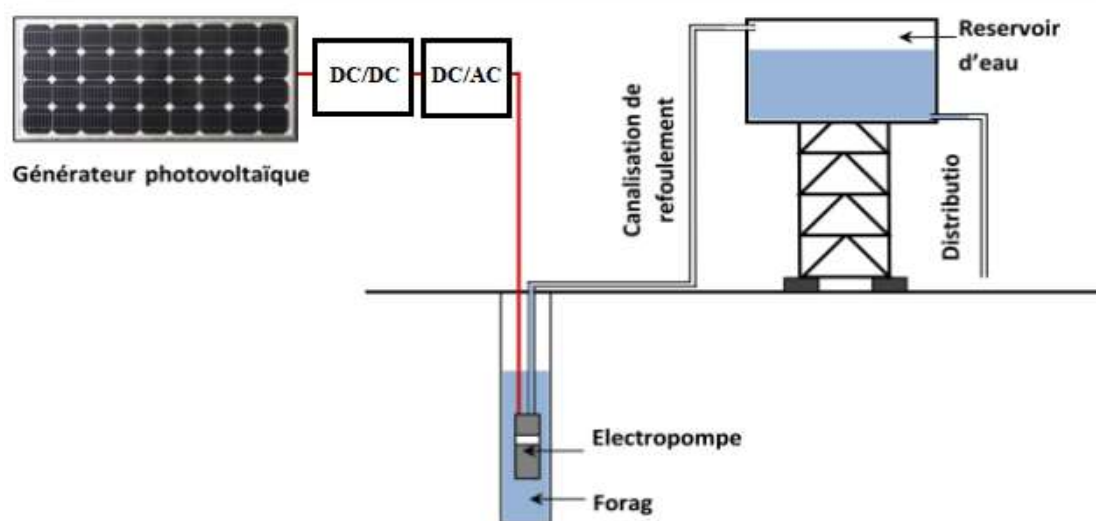 DC/DC
DC/AC
Générateur photovoltaïque
Canalisation de
refoulement
Reservoir
d’eau
Distributio
Electropompe
Forag